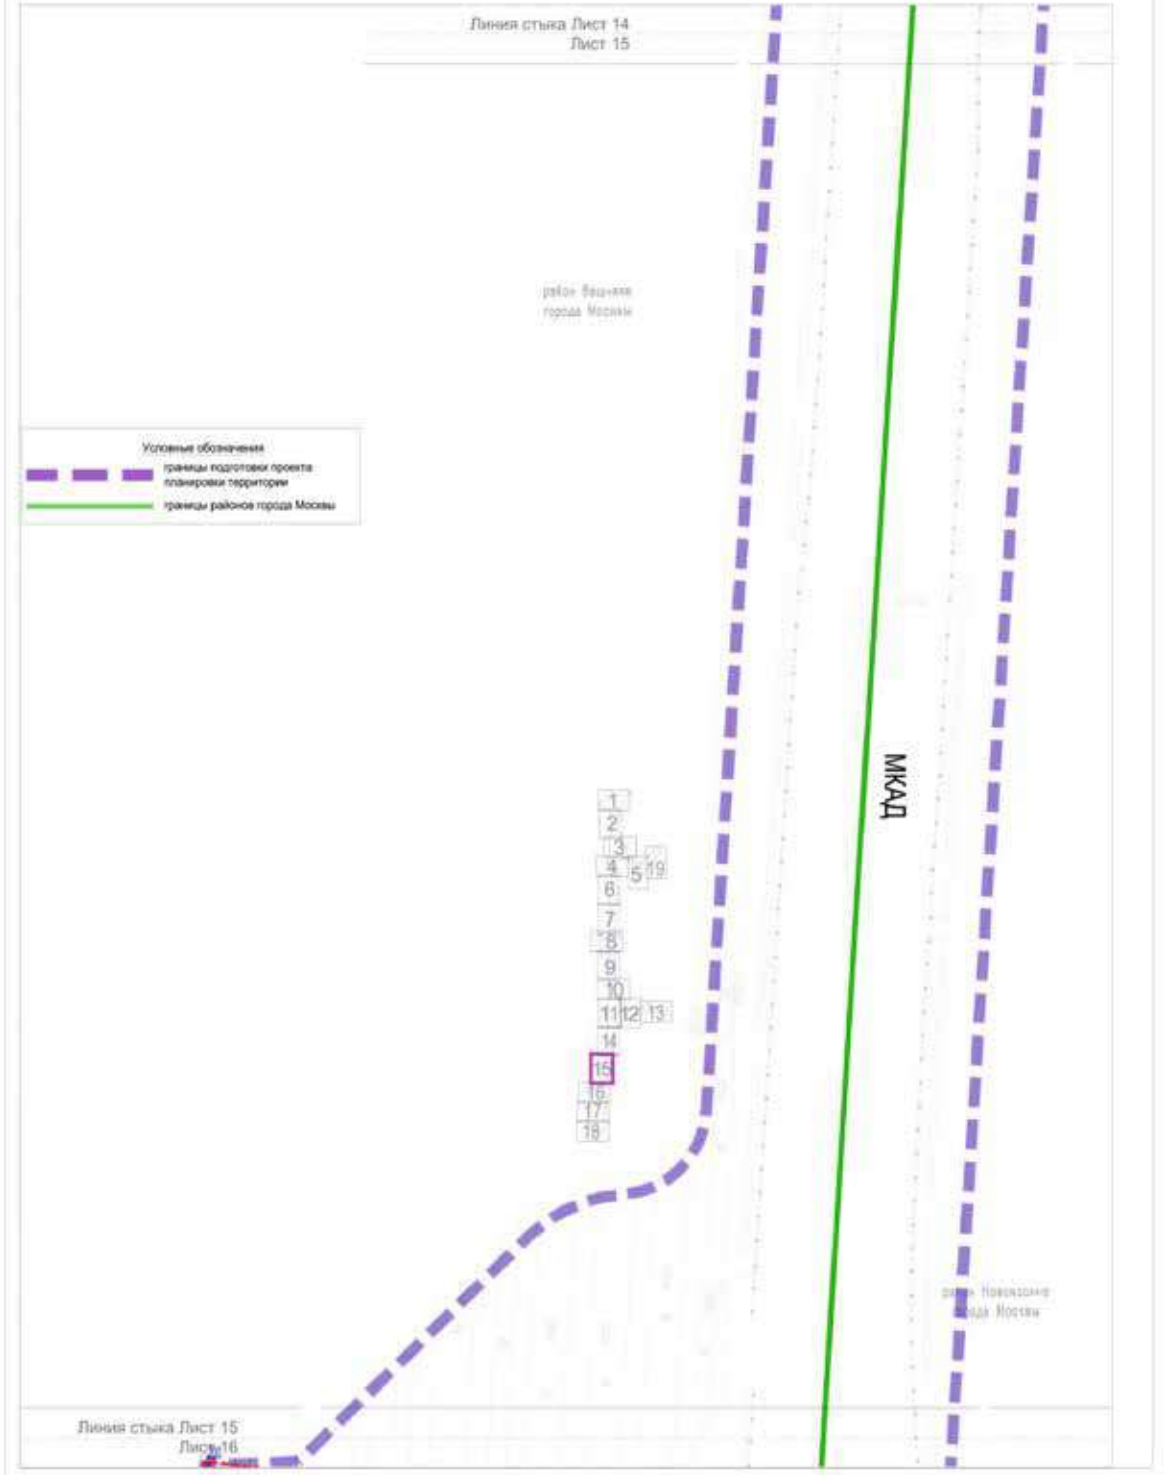 Линия стыка Лист 14
Лист 15
район
города Москвы
Условные обозначения
границы подготовки проекта
планировки территории
границы районов города Москвы
МКАД
1
2
3
4
5
19
6
7
8
9
10
11
12
13
14
15
16
17
18
города Москвы
Линия стыка Лист 15
Лист 16